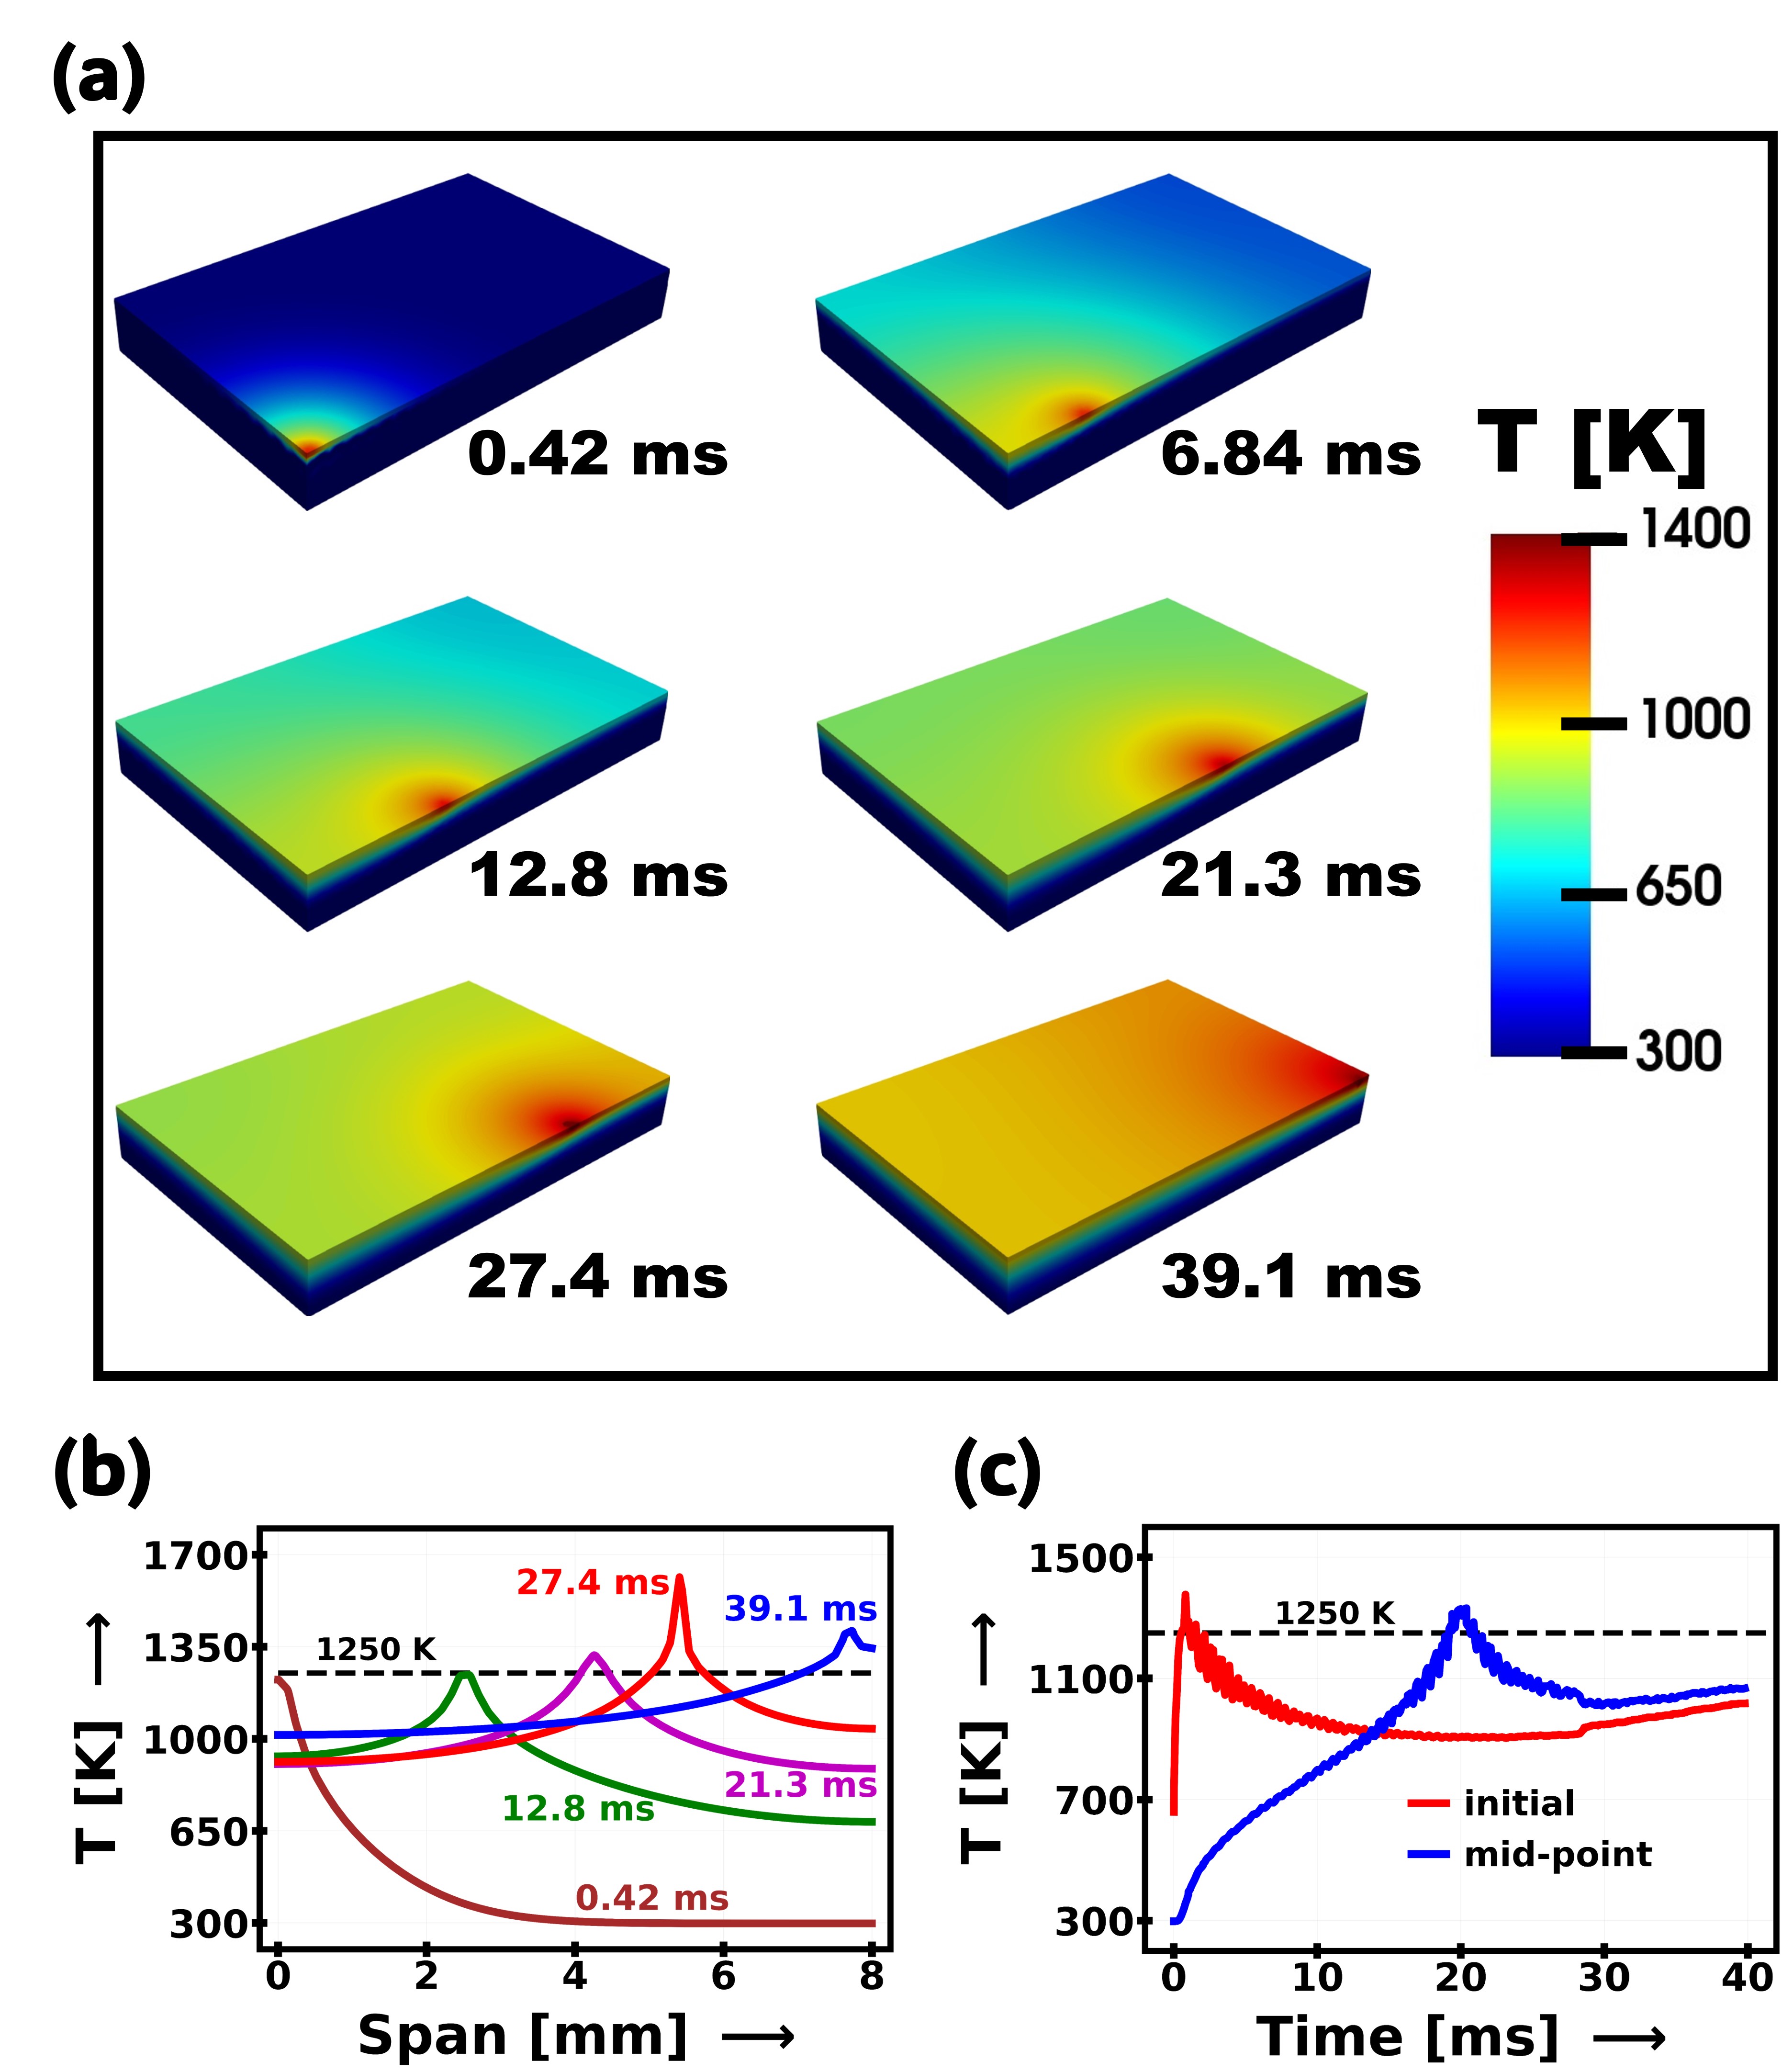 (a)
0.42 ms
6.84 ms
T [K]
1400
1000
650
300
12.8 ms
21.3 ms
27.4 ms
39.1 ms
(b)
1700
1350
1000
650
300
T [K] ⟶
27.4 ms
39.1 ms
1250 K
21.3 ms
12.8 ms
0.42 ms
0 2 4 6 8
Span [mm] ⟶
(c)
1500
1100
700
300
T [K] ⟶
1250 K
initial
mid-point
0 10 20 30 40
Time [ms] ⟶